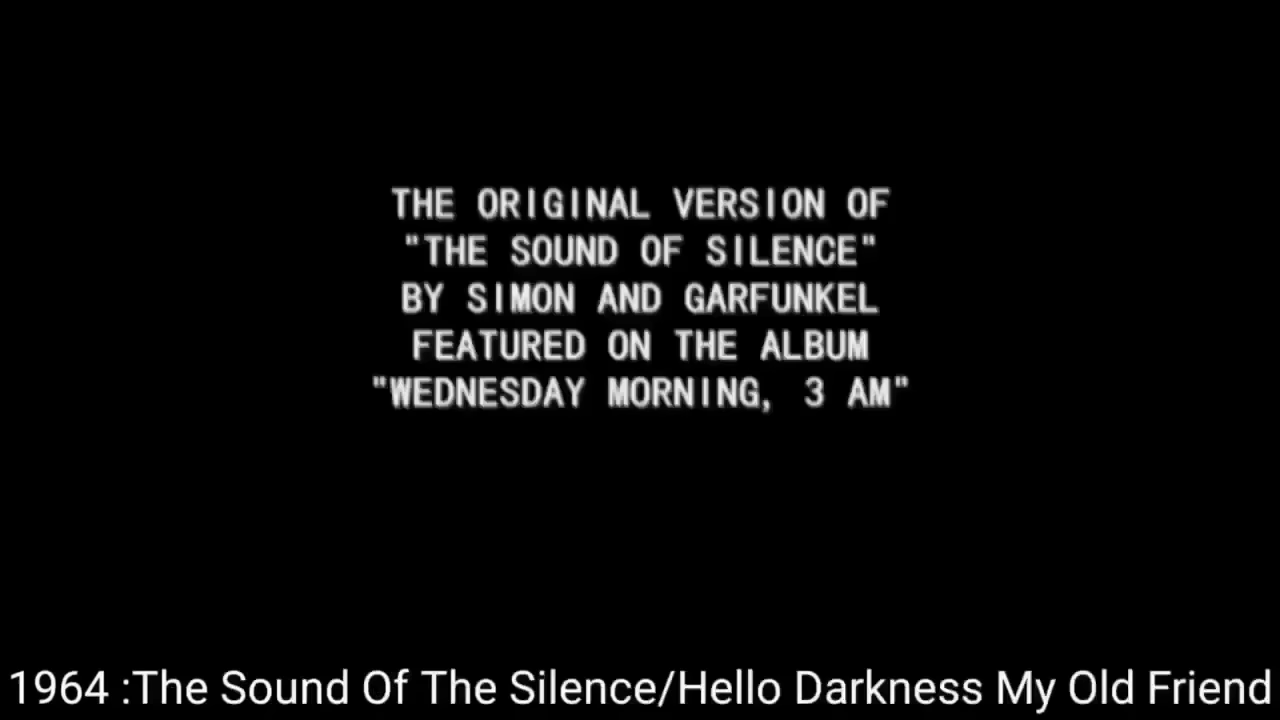 THE ORIGINAL VERSION OF
"THE SOUND OF SILENCE"
BY SIMON AND GARFUNKEL
FEATURED ON THE ALBUM
"WEDNESDAY MORNING, 3 AM"
1964 :The Sound Of The Silence/Hello Darkness My Old Friend